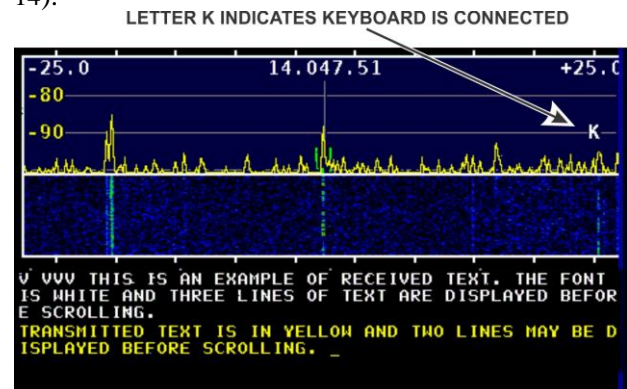 14).
LETTER K INDICATES KEYBOARD IS CONNECTED
-25.0 14.047.51 +25.0
-80
-90 K
V VVV THIS IS AN EXAMPLE OF RECEIVED TEXT. THE FONT
IS WHITE AND THREE LINES OF TEXT ARE DISPLAYED BEFOR
E SCROLLING.
TRANSMITTED TEXT IS IN YELLOW AND TWO LINES MAY BE D
ISPLAYED BEFORE SCROLLING. _